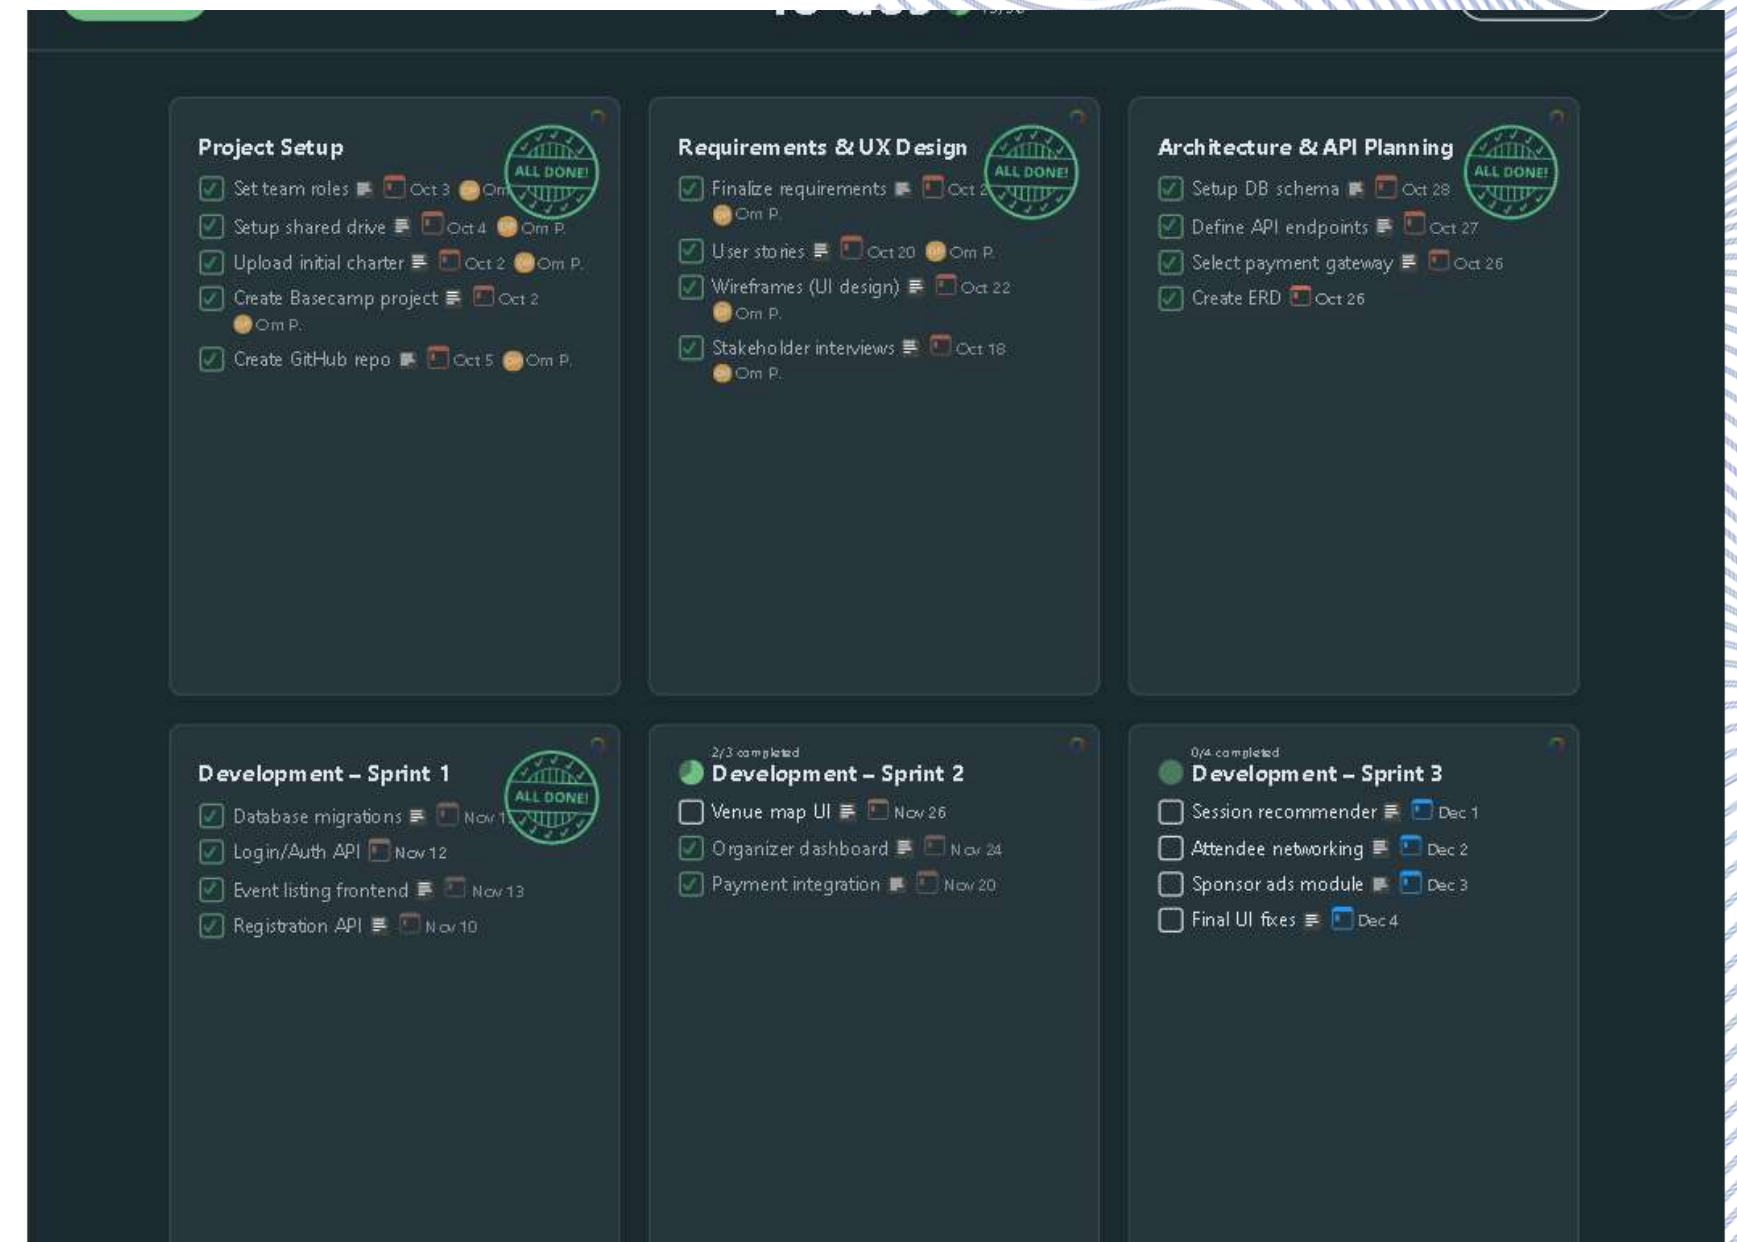 Project Setup
ALL DONE!
Set team roles Oct 3
Setup shared drive Oct 4 Om P.
Upload initial charter Oct 2 Om P.
Create Basecamp project Oct 2
Om P.
Create GitHub repo Oct 5 Om P.
Requirements & UX Design
ALL DONE!
Finalize requirements Oct
Om P.
User stories Oct 20 Om P.
Wireframes (UI design) Oct 22
Om P.
Stakeholder interviews Oct 18
Om P.
Architecture & API Planning
ALL DONE!
Setup DB schema Oct 28
Define API endpoints Oct 27
Select payment gateway Oct 26
Create ERD Oct 26
Development – Sprint 1
ALL DONE!
Database migrations Nov
Login/Auth API Nov 12
Event listing frontend Nov 13
Registration API Nov 10
2/3 completed
Development – Sprint 2
Venue map UI Nov 26
Organizer dashboard Nov 24
Payment integration Nov 20
0/4 completed
Development – Sprint 3
Session recommender Dec 1
Attendee networking Dec 2
Sponsor ads module Dec 3
Final UI fixes Dec 4